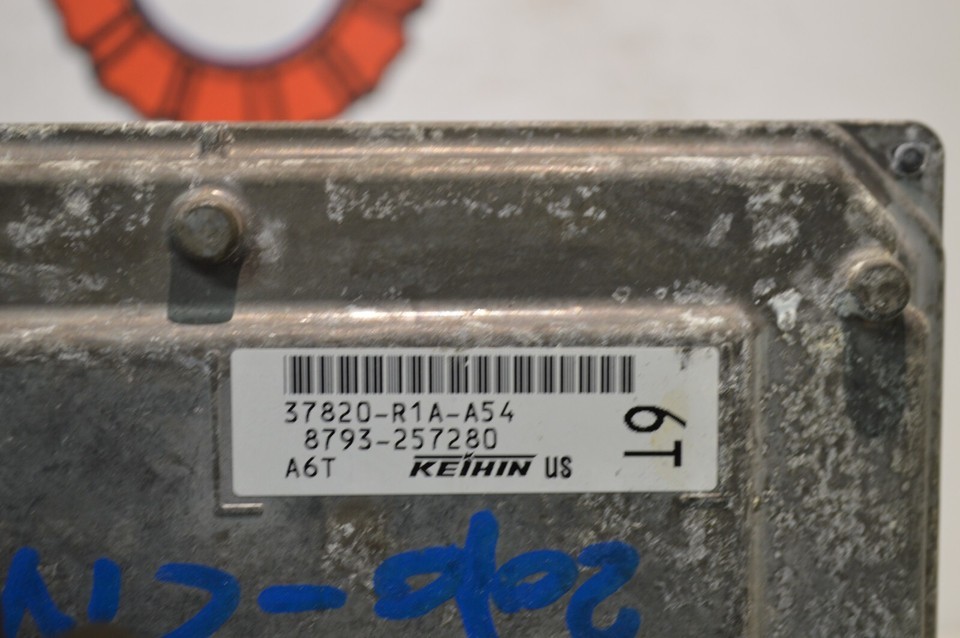 37820-R1A-A54
8793-257280
A6T KEIHIN US
6T